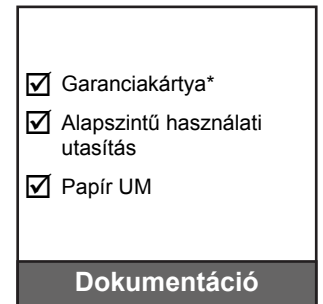 Garanciakártya*
Alapszintű használati
utasítás
Papír UM
Dokumentáció